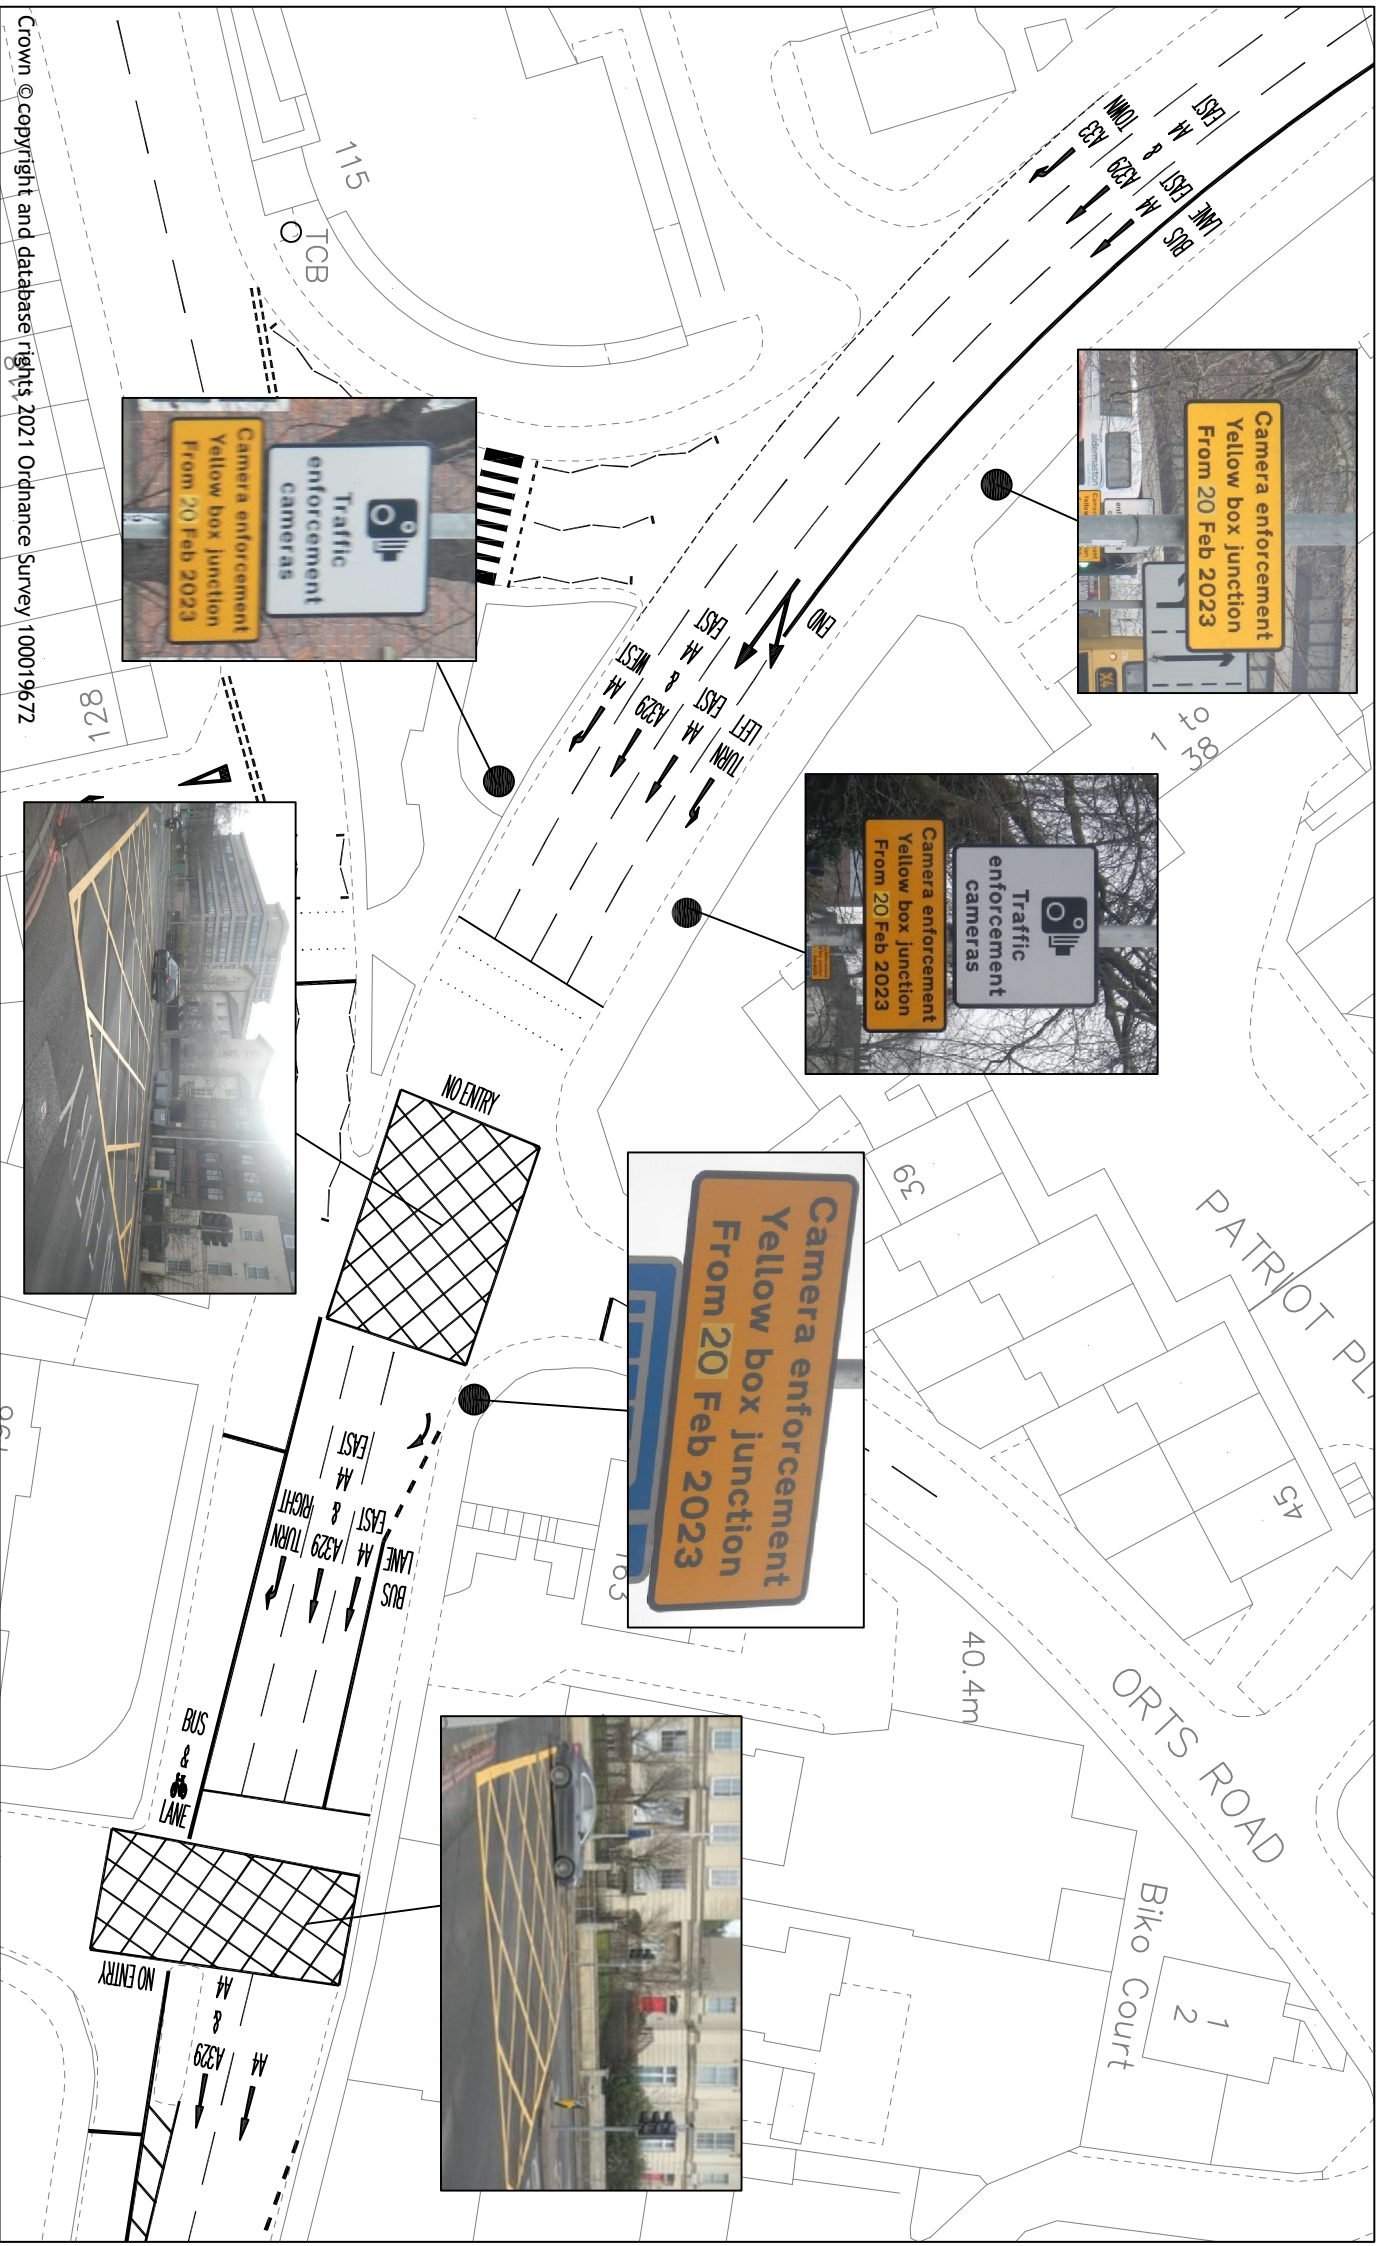 EAST
A4
&
A329
TOWN
A33
EAST
A4
LANE
BUS
115
TCB
Camera enforcement
Yellow box junction
From 20 Feb 2023
X4
1 to
38
Traffic
enforcement
cameras
Camera enforcement
Yellow box junction
From 20 Feb 2023
END
EAST
A4
&
A329
WEST
A4
EAST
A4
LEFT
TURN
128
Traffic
enforcement
cameras
Camera enforcement
Yellow box junction
From 20 Feb 2023
NO ENTRY
39
PATRIOT PL
Camera enforcement
Yellow box junction
From 20 Feb 2023
45
163
EAST
A4
&
A329
RIGHT
TURN
EAST
A4
LANE
BUS
40.4m
ORTS ROAD
BUS
&
LANE
Biko Court
1
2
NO ENTRY
A4
&
A329
A4
Crown © copyright and database rights 2021 Ordnance Survey 100019672